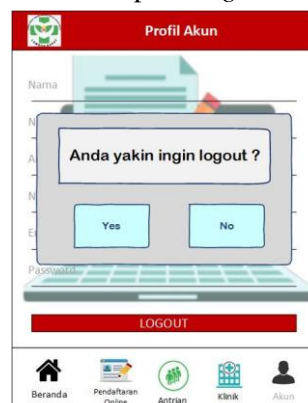 Profil Akun
Nama
N
A
Anda yakin ingin logout ?
N
Yes
No
E
Password
LOGOUT
Beranda
Pendaftaran
Online
Antrian
Klinik
Akun